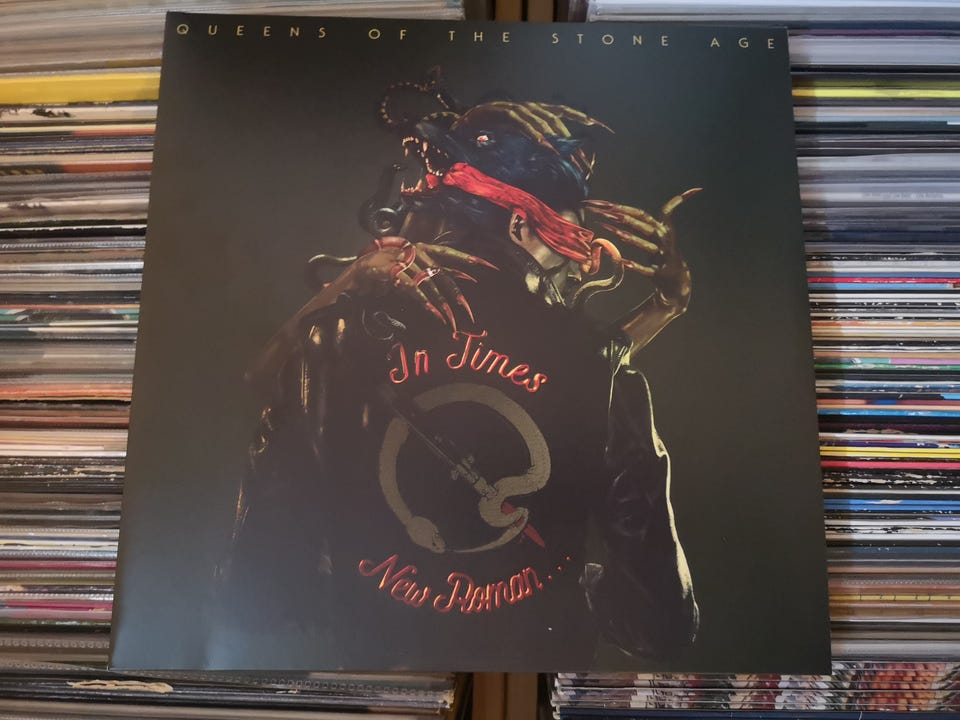 QUEENS OF THE STONE AGE
In Times
New Roman...